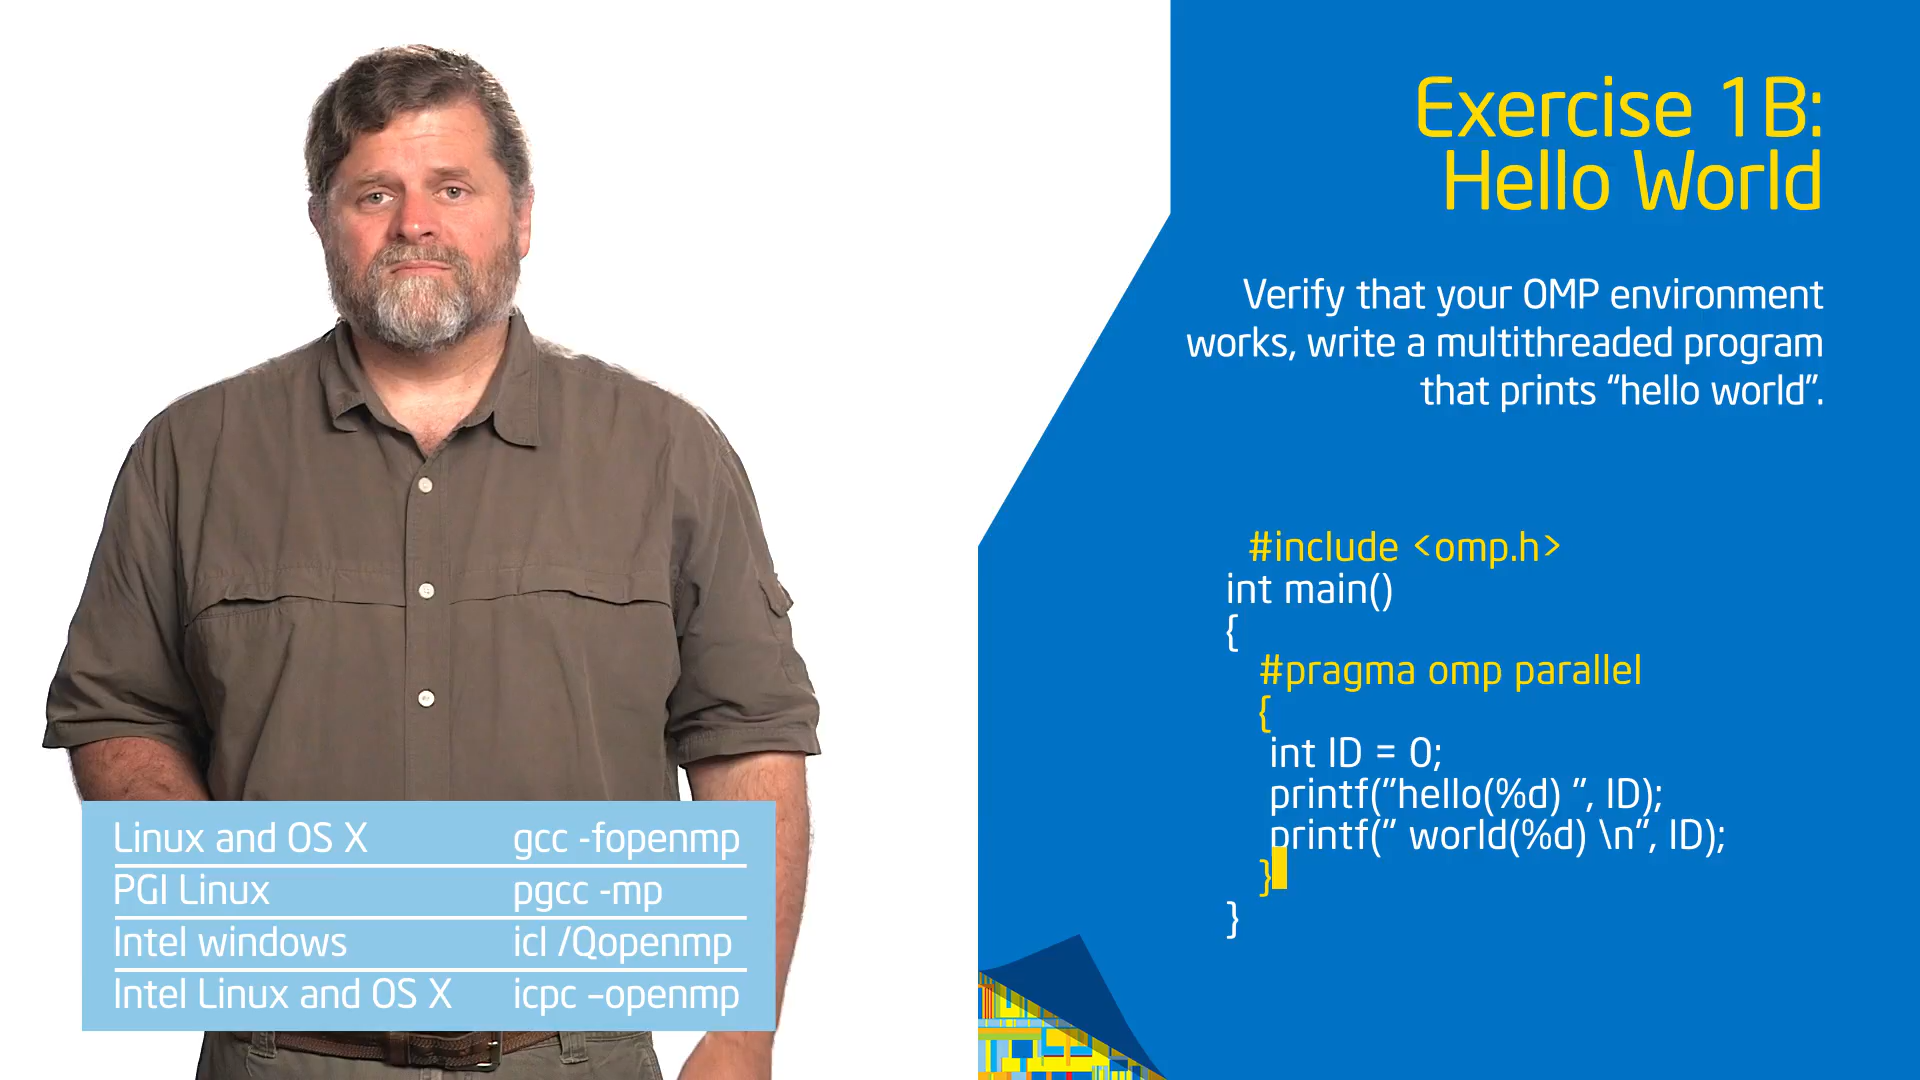 Exercise 1B:
Hello World
Verify that your OMP environment
works, write a multithreaded program
that prints “hello world”.
#include <omp.h>
int main()
{
#pragma omp parallel
{
int ID = 0;
printf(”hello(%d) ”, ID);
printf(” world(%d) \n”, ID);
}
}
Linux and OS X gcc -fopenmp
PGI Linux pgcc -mp
Intel windows icl /Qopenmp
Intel Linux and OS X icpc –openmp